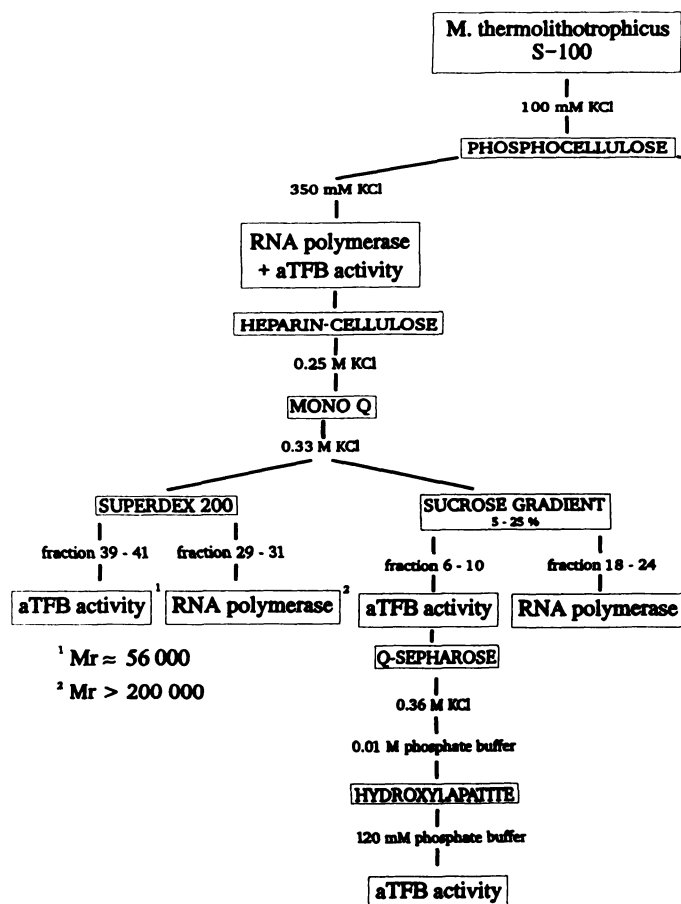 M. thermolithotrophicus
S-100
100 mM KCl
PHOSPHOCELLULOSE
350 mM KCl
RNA polymerase
+ aTFB activity
HEPARIN-CELLULOSE
0.25 M KCl
MONO Q
0.33 M KCl
SUPERDEX 200
SUCROSE GRADIENT
5 - 25 %
fraction 39 - 41
fraction 29 - 31
fraction 6 - 10
fraction 18 - 24
aTFB activity ¹
RNA polymerase ²
aTFB activity
RNA polymerase
¹ Mr ≈ 56 000
² Mr > 200 000
Q-SEPHAROSE
0.36 M KCl
0.01 M phosphate buffer
HYDROXYLAPATITE
120 mM phosphate buffer
aTFB activity